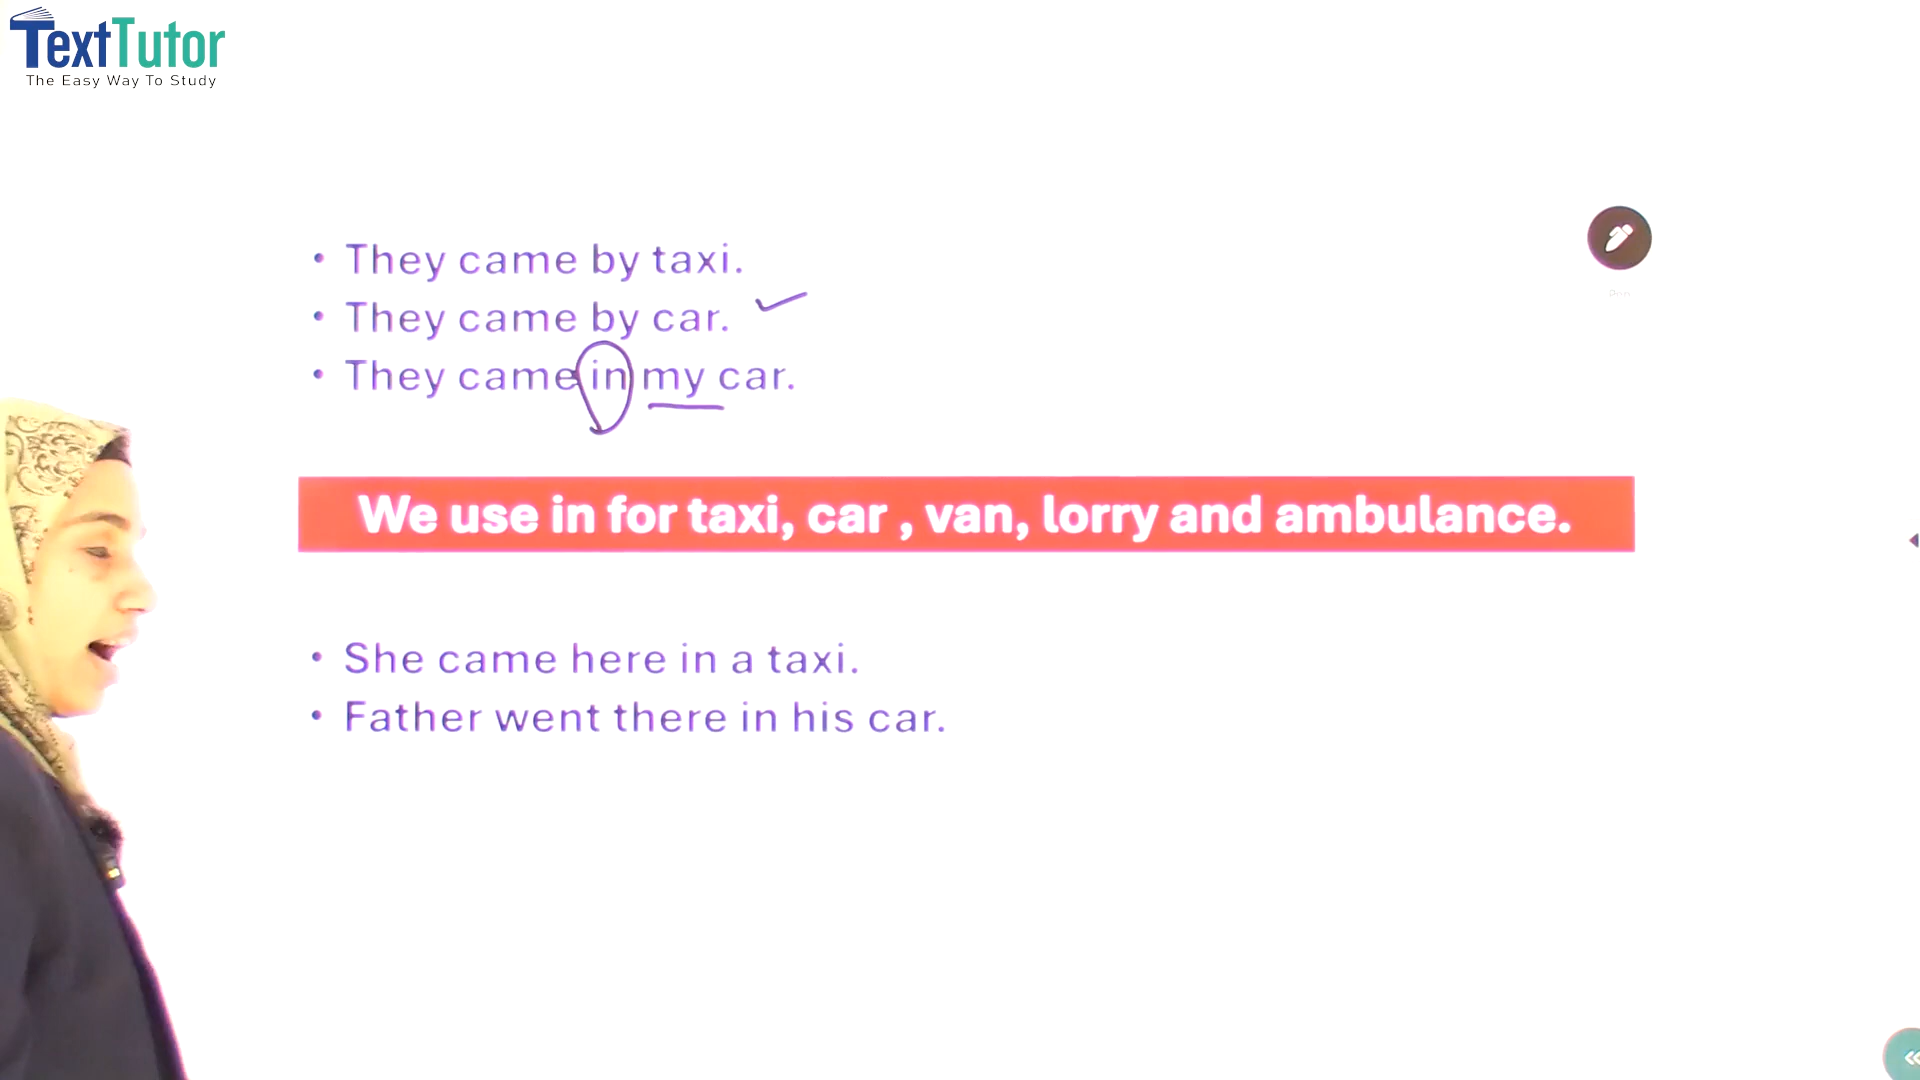 TextTutor
The Easy Way To Study
• They came by taxi.
• They came by car.
• They came in my car.
We use in for taxi, car , van, lorry and ambulance.
• She came here in a taxi.
• Father went there in his car.